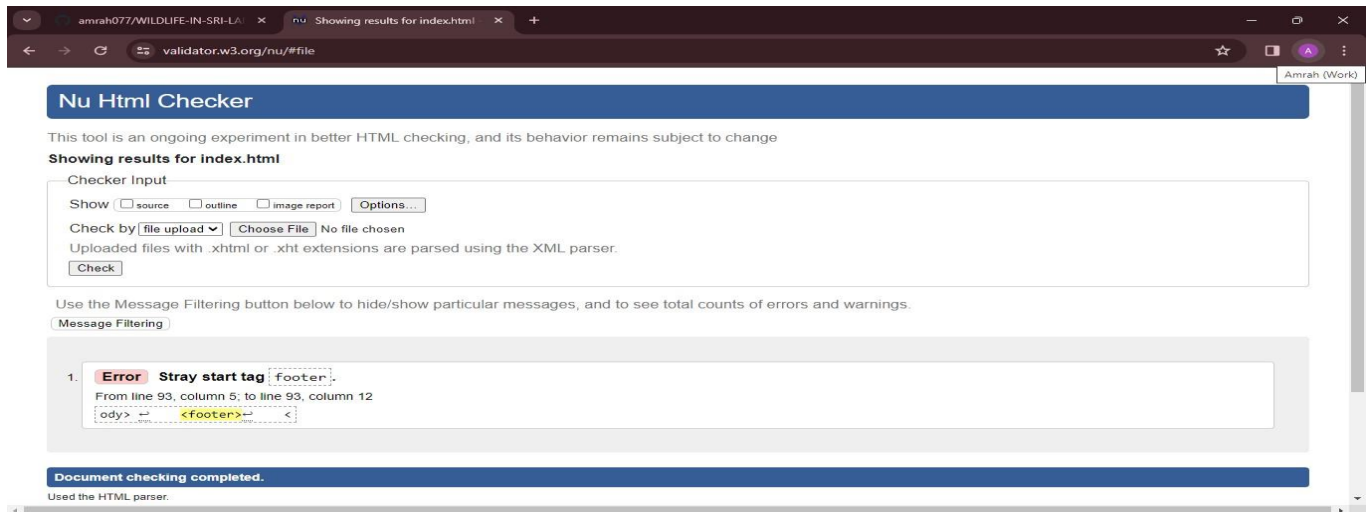 amrah077/WILDLIFE-IN-SRI-LA
nu Showing results for index.html
validator.w3.org/nu/#file
A
Amrah (Work)
Nu Html Checker
This tool is an ongoing experiment in better HTML checking, and its behavior remains subject to change
Showing results for index.html
Checker Input
Show source outline image report Options...
Check by file upload Choose File No file chosen
Uploaded files with .xhtml or .xht extensions are parsed using the XML parser.
Check
Use the Message Filtering button below to hide/show particular messages, and to see total counts of errors and warnings.
Message Filtering
1. Error Stray start tag footer.
From line 93, column 5; to line 93, column 12
ody> ↩ <footer>↩ <
Document checking completed.
Used the HTML parser.